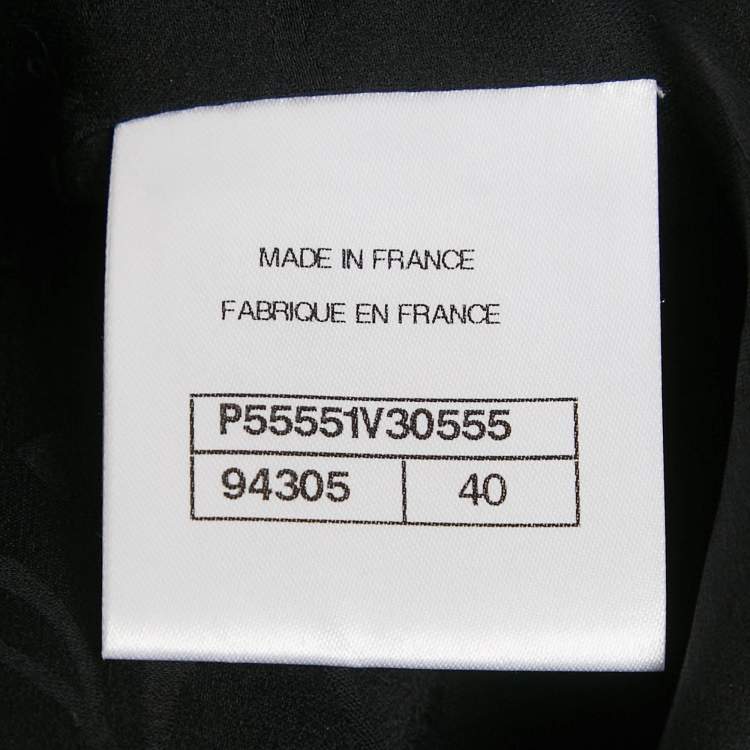 MADE IN FRANCE
FABRIQUE EN FRANCE
P55551V30555
94305 40